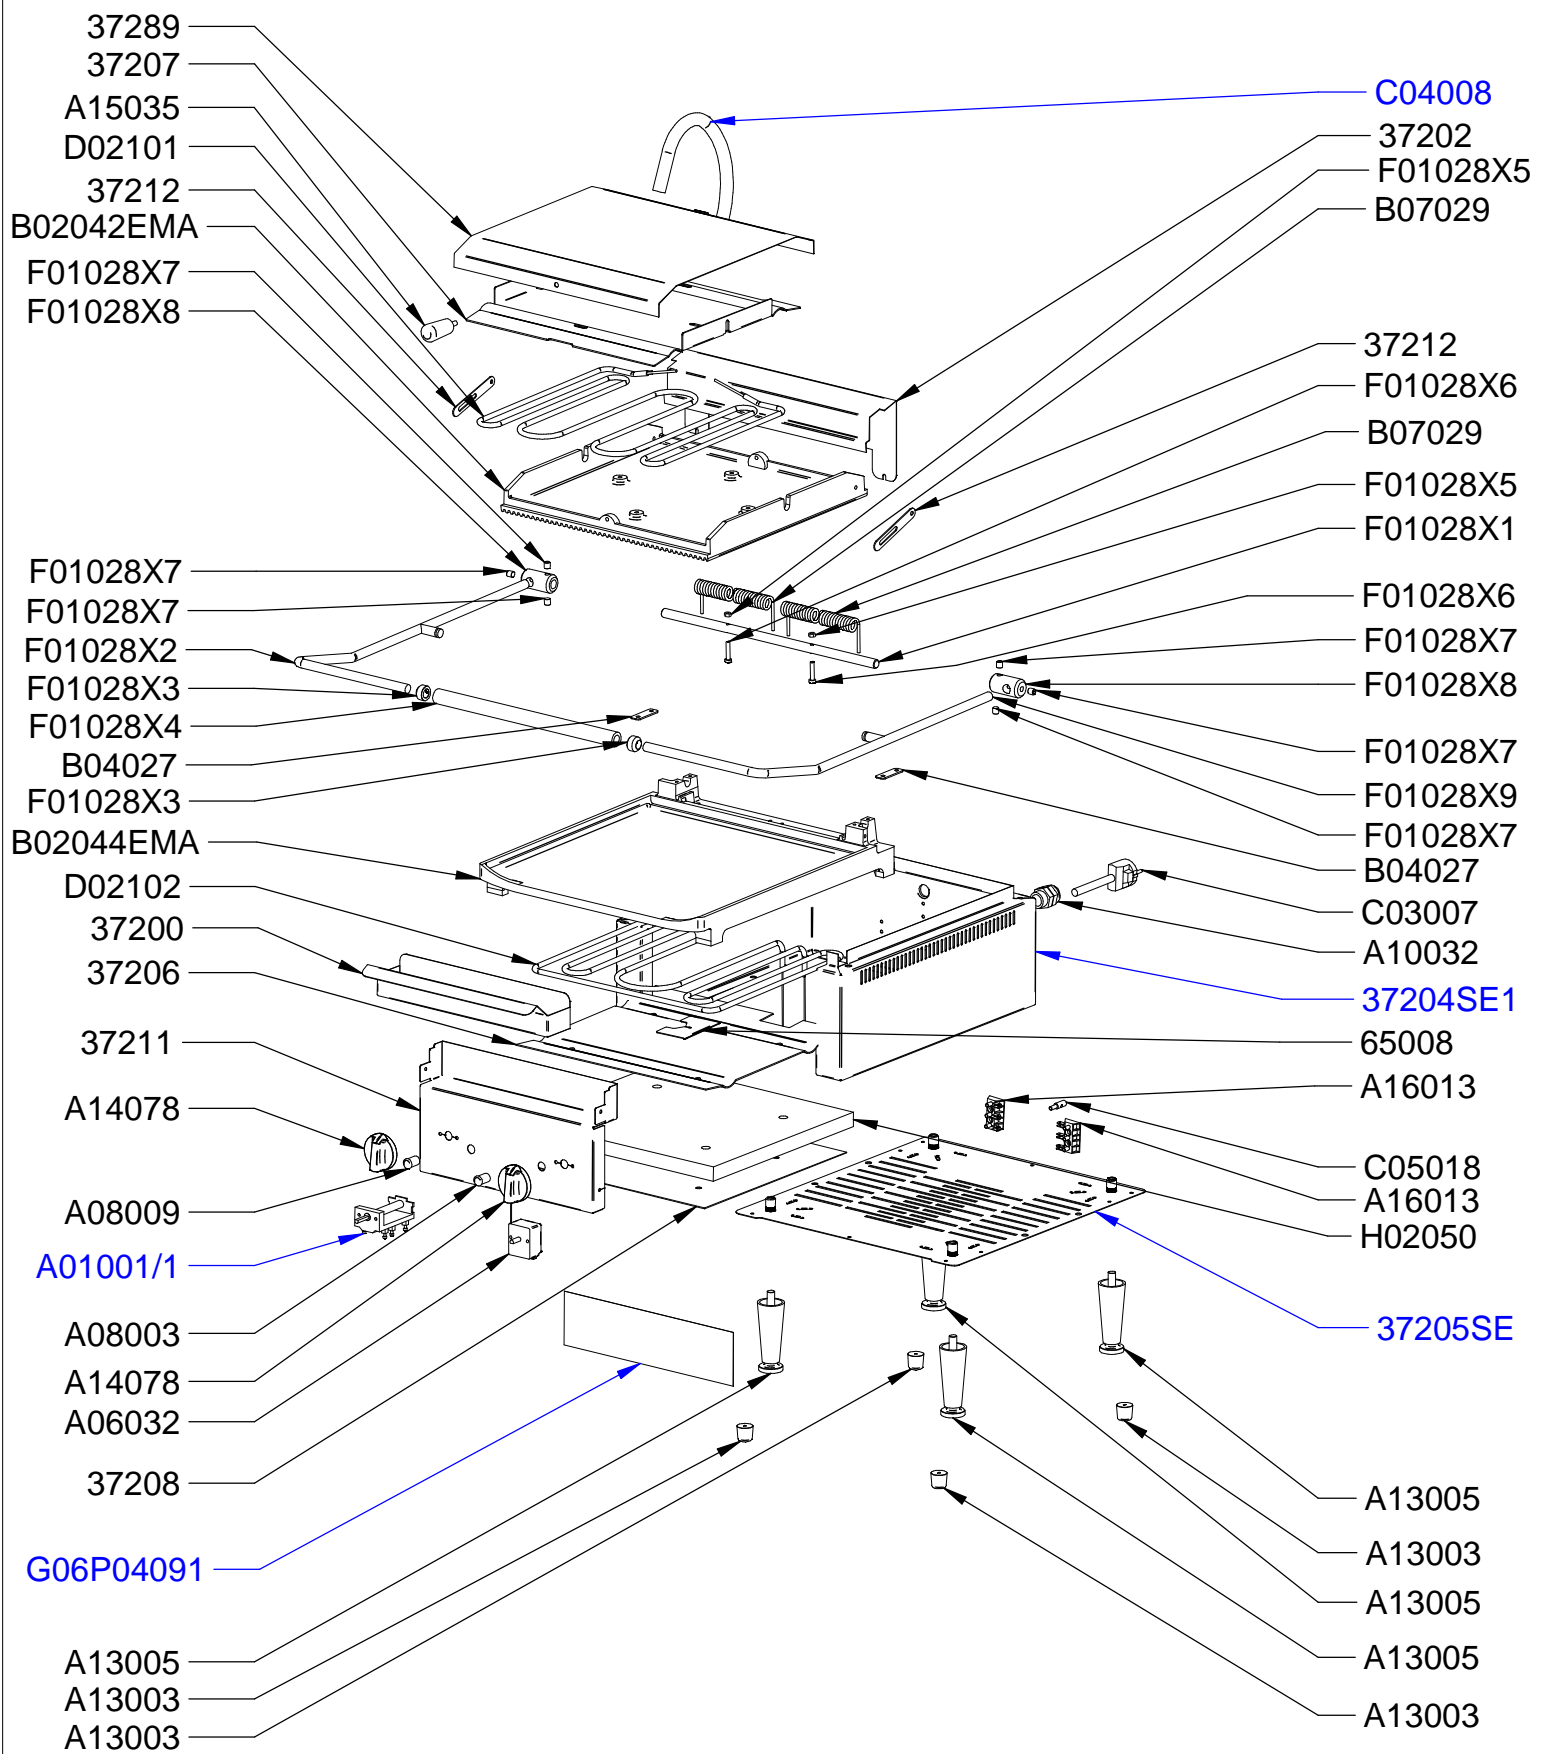 37289
37207
A15035
D02101
37212
B02042EMA
F01028X7
F01028X8
F01028X7
F01028X7
F01028X2
F01028X3
F01028X4
B04027
F01028X3
B02044EMA
D02102
37200
37206
37211
A14078
A08009
A01001/1
A08003
A14078
A06032
37208
G06P04091
A13005
A13003
A13003
C04008
37202
F01028X5
B07029
37212
F01028X6
B07029
F01028X5
F01028X1
F01028X6
F01028X7
F01028X8
F01028X7
F01028X9
F01028X7
B04027
C03007
A10032
37204SE1
65008
A16013
C05018
A16013
H02050
37205SE
A13005
A13003
A13005
A13005
A13003